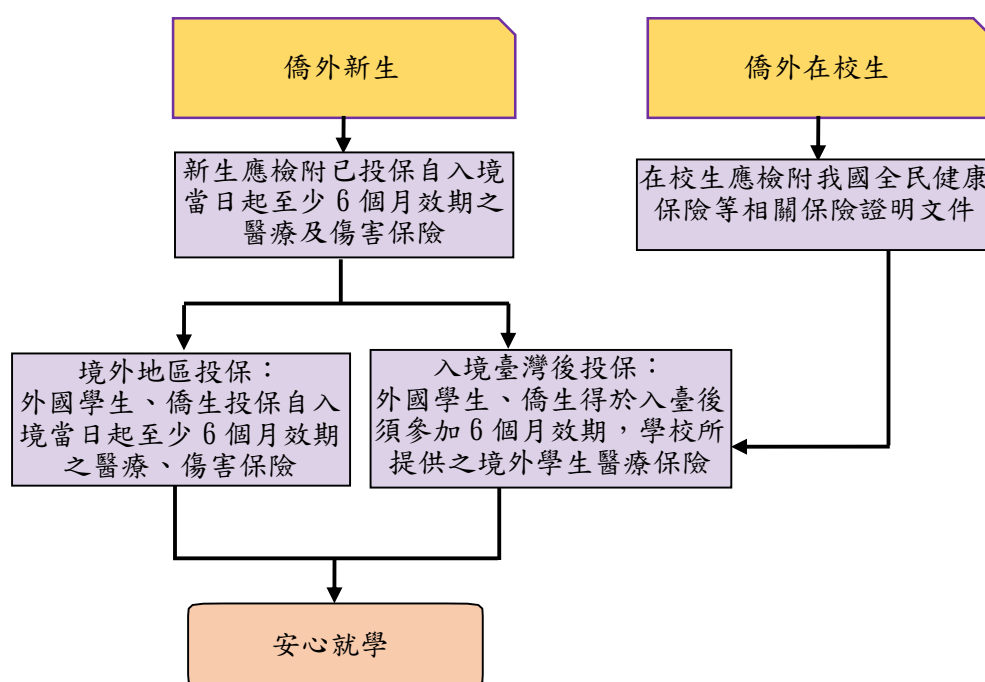 僑外新生
僑外在校生
新生應檢附已投保自入境
當日起至少 6 個月效期之
醫療及傷害保險
在校生應檢附我國全民健康
保險等相關保險證明文件
境外地區投保：
外國學生、僑生投保自入
境當日起至少 6 個月效期
之醫療、傷害保險
入境臺灣後投保：
外國學生、僑生得於入臺後
須參加 6 個月效期，學校所
提供之境外學生醫療保險
安心就學